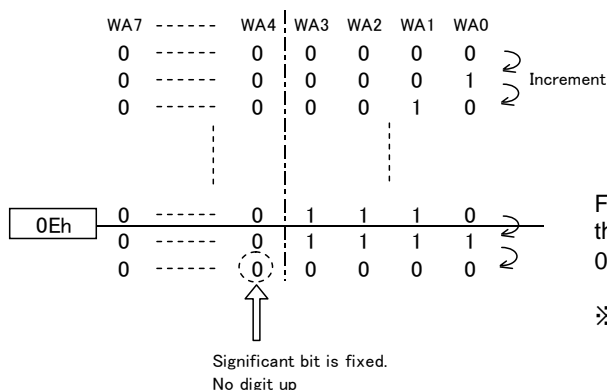 WA7 ------ WA4 WA3 WA2 WA1 WA0
0 ------ 0 0 0 0 0
0 ------ 0 0 0 0 1 Increment
0 ------ 0 0 0 1 0
0Eh 0 ------ 0 1 1 1 0
0 ------ 0 1 1 1 1
0 ------ 0 0 0 0 0
F
th
0
※
Significant bit is fixed.
No digit up